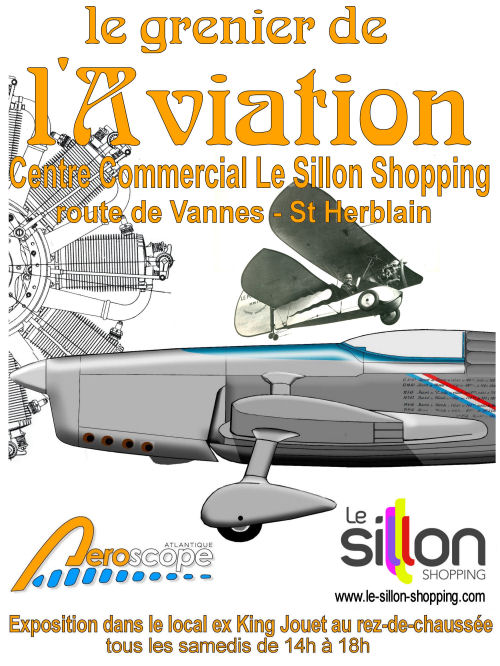 le grenier de
l'Aviation
Centre Commercial Le Sillon Shopping
route de Vannes - St Herblain
ATLANTIQUE
Aeroscope
Le
sillon
SHOPPING
www.le-sillon-shopping.com
Exposition dans le local ex King Jouet au rez-de-chaussée
tous les samedis de 14h à 18h